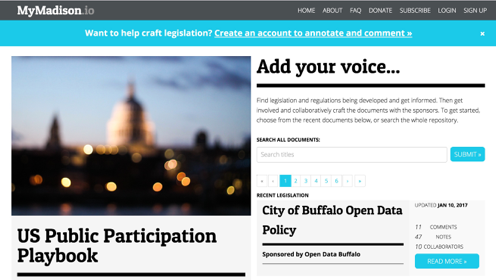 MyMadison.io
HOME ABOUT FAQ DONATE SUBSCRIBE LOGIN SIGN UP
Want to help craft legislation? Create an account to annotate and comment » ×
Add your voice...
Find legislation and regulations being developed and get informed. Then get
involved and collaboratively craft the documents with the sponsors. To get started,
choose from the recent documents below, or search the whole repository.
SEARCH ALL DOCUMENTS:
Search titles
SUBMIT »
« ‹ 1 2 3 4 5 6 › »
RECENT LEGISLATION
City of Buffalo Open Data
Policy
Sponsored by Open Data Buffalo
UPDATED JAN 10, 2017
11 COMMENTS
47 NOTES
10 COLLABORATORS
READ MORE »
US Public Participation
Playbook